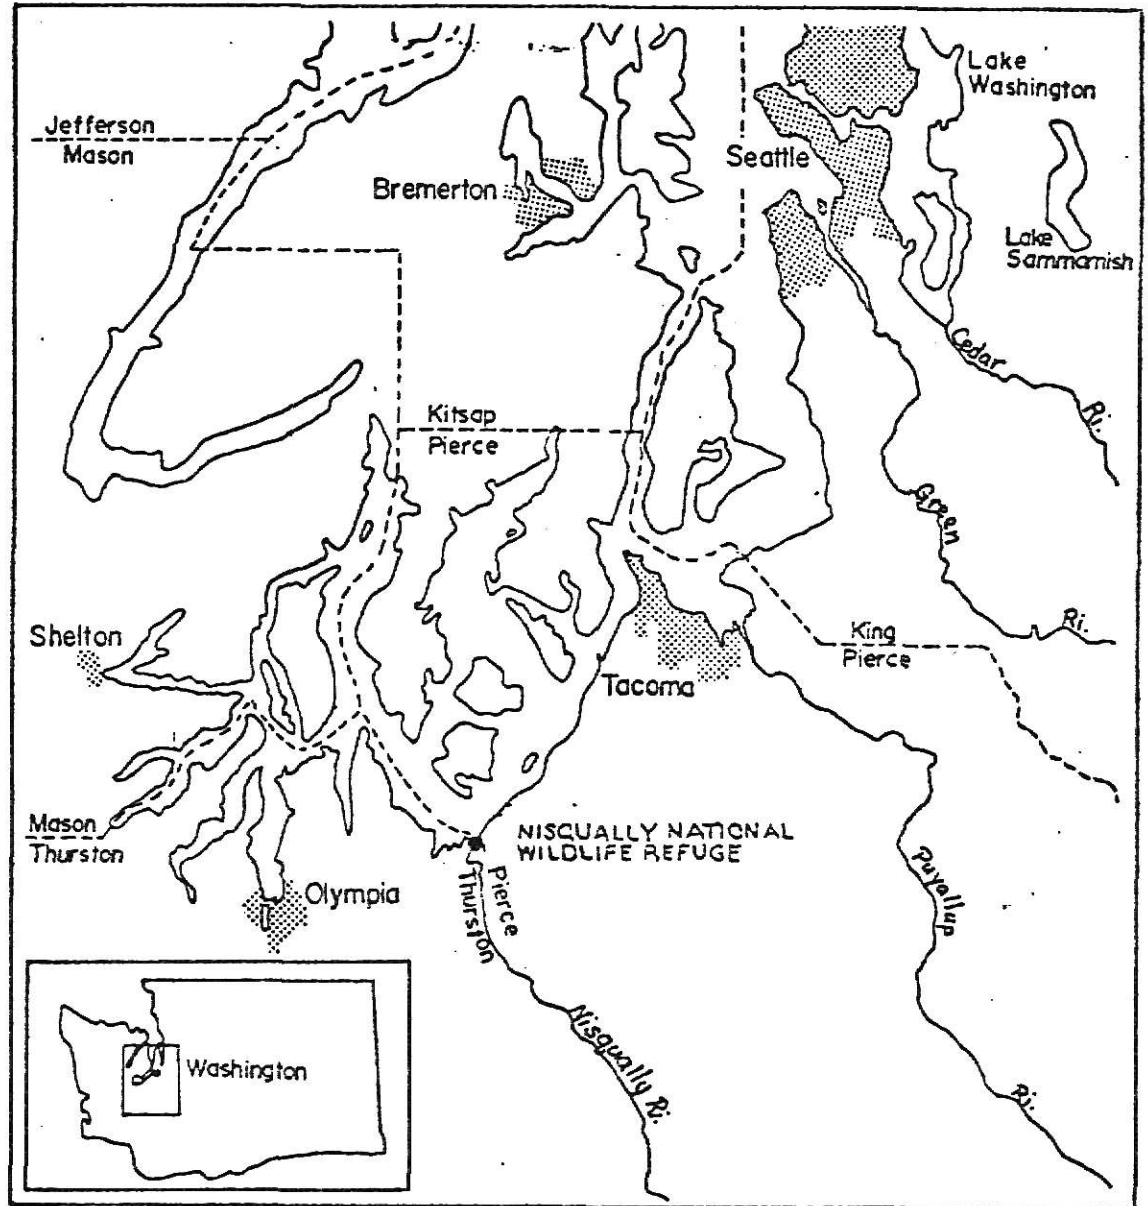 Lake
Washington
Jefferson
Mason
Seattle
Bremerton
Lake
Sammamish
Cedar
Ri.
Kitsap
Pierce
Green
Ri.
Shelton
King
Pierce
Tacoma
Mason
Thurston
NISQUALLY NATIONAL
WILDLIFE REFUGE
Olympia
Pierce
Thurston
Puyallup
Ri.
Nisqually Ri.
Washington